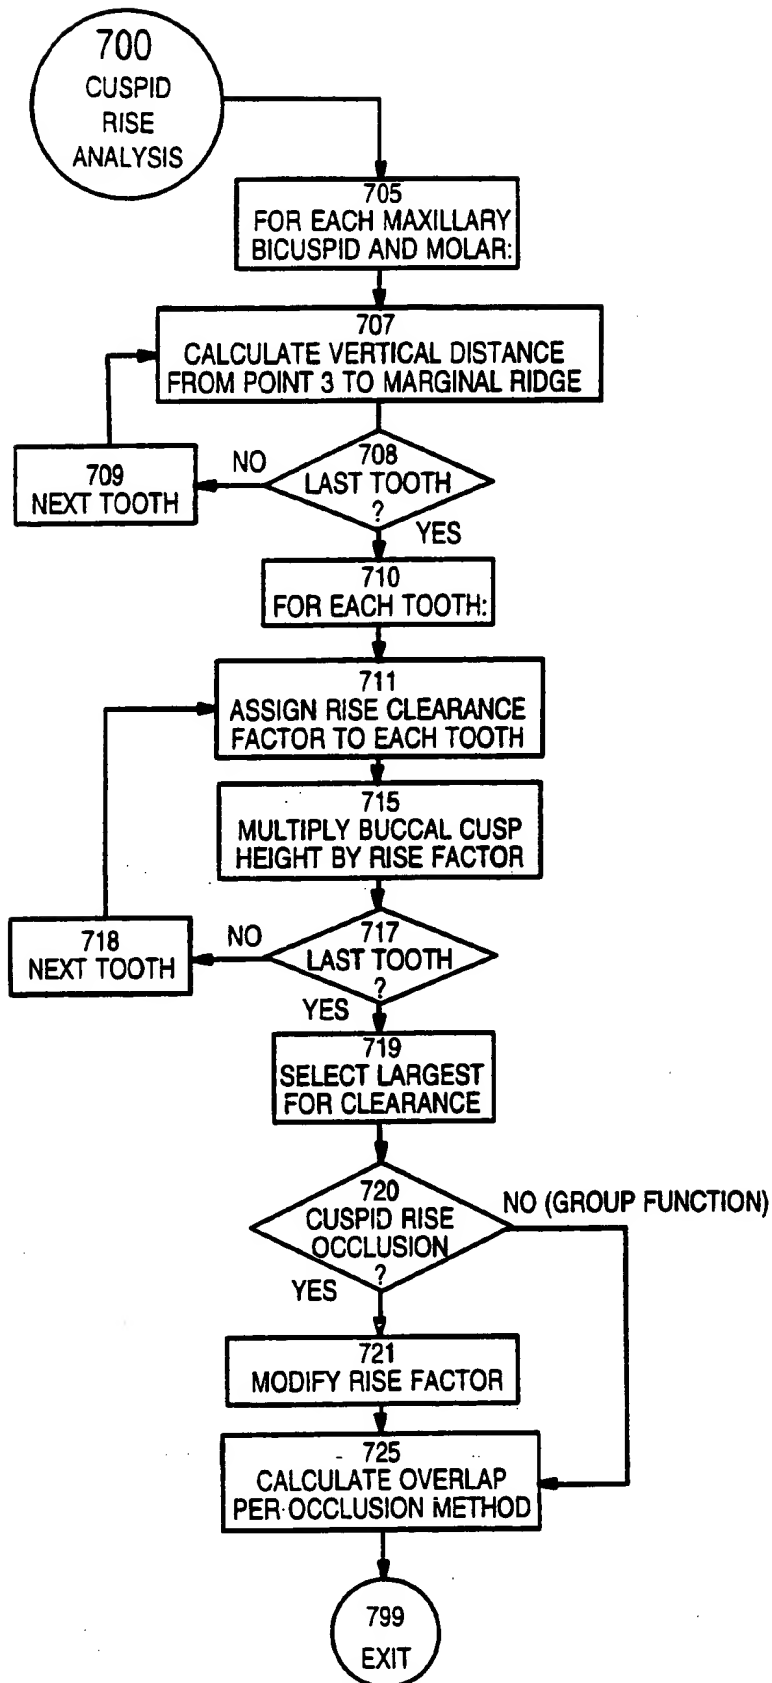 700
CUSPID
RISE
ANALYSIS
705
FOR EACH MAXILLARY
BICUSPID AND MOLAR:
707
CALCULATE VERTICAL DISTANCE
FROM POINT 3 TO MARGINAL RIDGE
708
LAST TOOTH
?
NO
709
NEXT TOOTH
YES
710
FOR EACH TOOTH:
711
ASSIGN RISE CLEARANCE
FACTOR TO EACH TOOTH
715
MULTIPLY BUCCAL CUSP
HEIGHT BY RISE FACTOR
717
LAST TOOTH
?
NO
718
NEXT TOOTH
YES
719
SELECT LARGEST
FOR CLEARANCE
720
CUSPID RISE
OCCLUSION
?
NO (GROUP FUNCTION)
YES
721
MODIFY RISE FACTOR
725
CALCULATE OVERLAP
PER OCCLUSION METHOD
799
EXIT